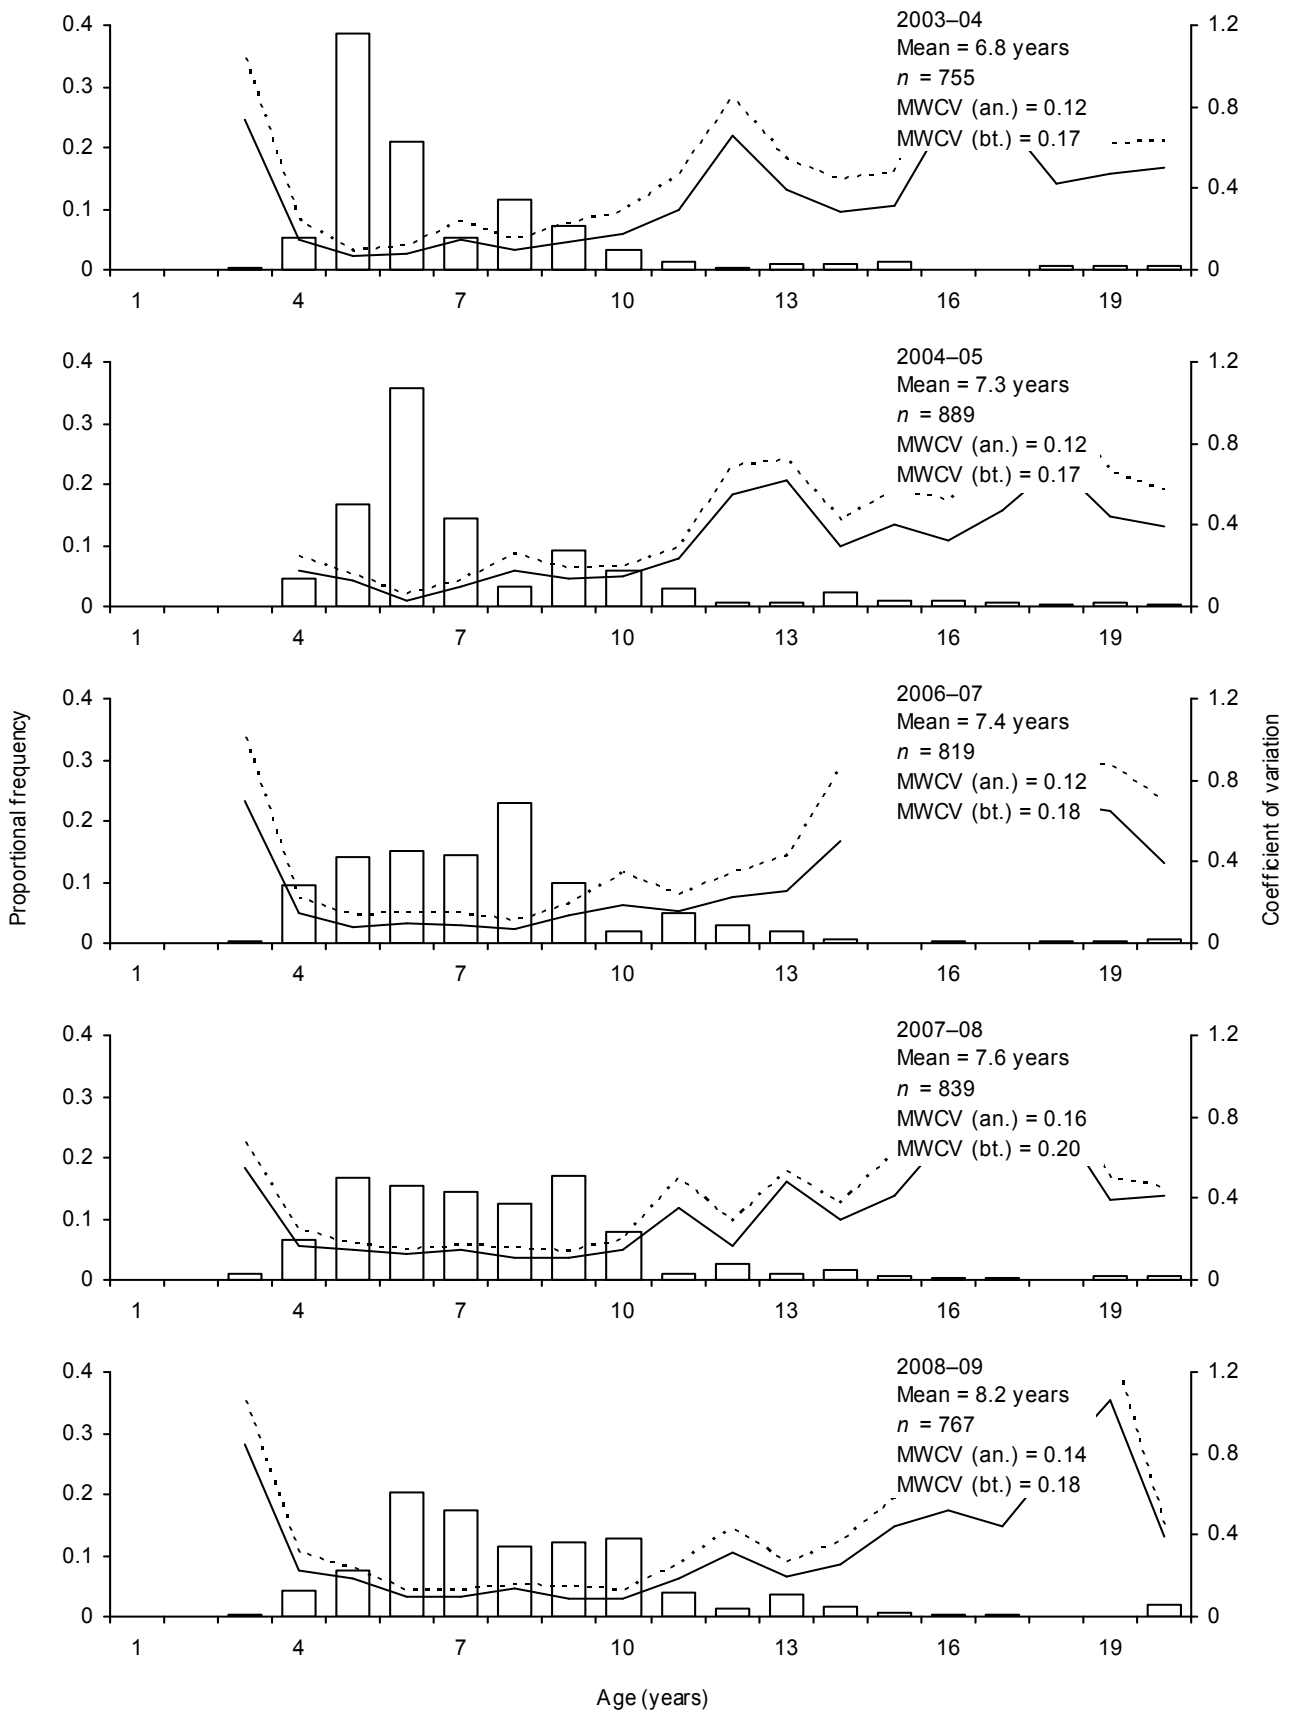 2003–04
Mean = 6.8 years
n = 755
MWCV (an.) = 0.12
MWCV (bt.) = 0.17
0.4
0.3
0.2
0.1
0
1.2
0.8
0.4
0
1 4 7 10 13 16 19
2004–05
Mean = 7.3 years
n = 889
MWCV (an.) = 0.12
MWCV (bt.) = 0.17
0.4
0.3
0.2
0.1
0
1.2
0.8
0.4
0
1 4 7 10 13 16 19
Proportional frequency
2006–07
Mean = 7.4 years
n = 819
MWCV (an.) = 0.12
MWCV (bt.) = 0.18
0.4
0.3
0.2
0.1
0
1.2
0.8
0.4
0
Coefficient of variation
1 4 7 10 13 16 19
2007–08
Mean = 7.6 years
n = 839
MWCV (an.) = 0.16
MWCV (bt.) = 0.20
0.4
0.3
0.2
0.1
0
1.2
0.8
0.4
0
1 4 7 10 13 16 19
2008–09
Mean = 8.2 years
n = 767
MWCV (an.) = 0.14
MWCV (bt.) = 0.18
0.4
0.3
0.2
0.1
0
1.2
0.8
0.4
0
1 4 7 10 13 16 19
Age (years)